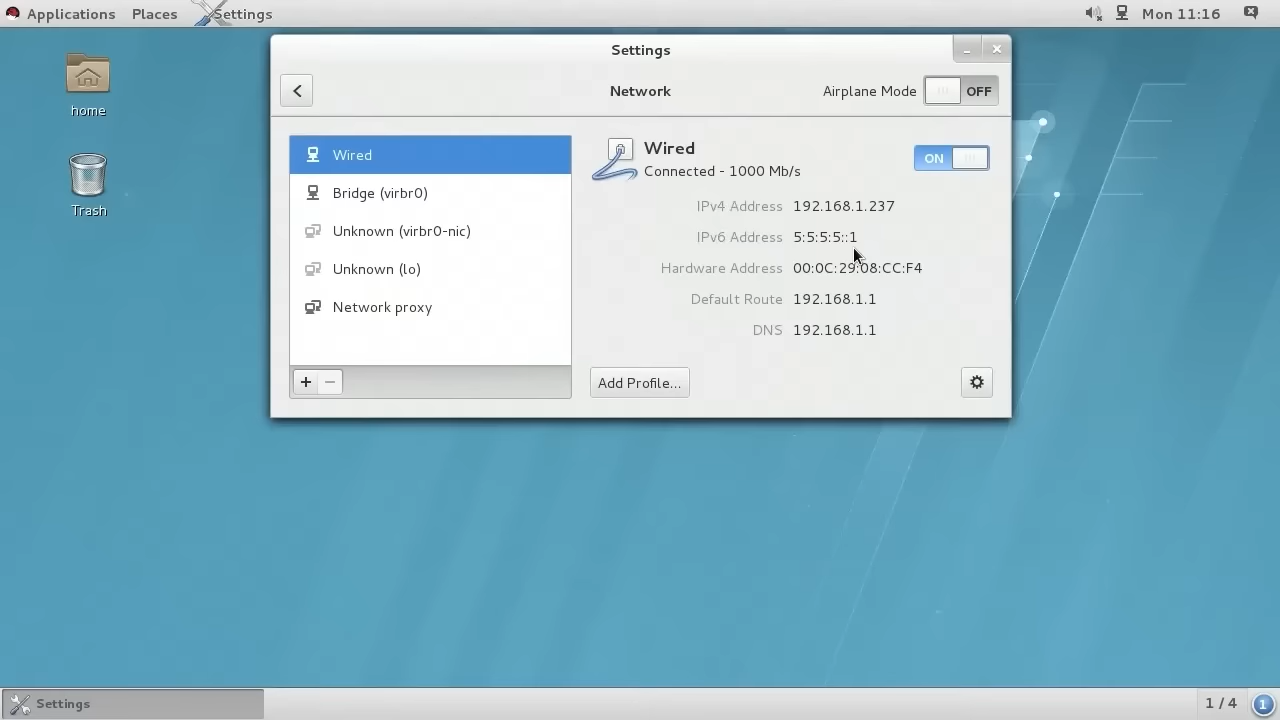 Applications Places Settings Mon 11:16
home
Trash
Settings
Network
Airplane Mode OFF
Wired
Bridge (virbr0)
Unknown (virbr0-nic)
Unknown (lo)
Network proxy
+ −
Wired
Connected - 1000 Mb/s
ON
IPv4 Address 192.168.1.237
IPv6 Address 5:5:5:5::1
Hardware Address 00:0C:29:08:CC:F4
Default Route 192.168.1.1
DNS 192.168.1.1
Add Profile...
Settings
1 / 4 1